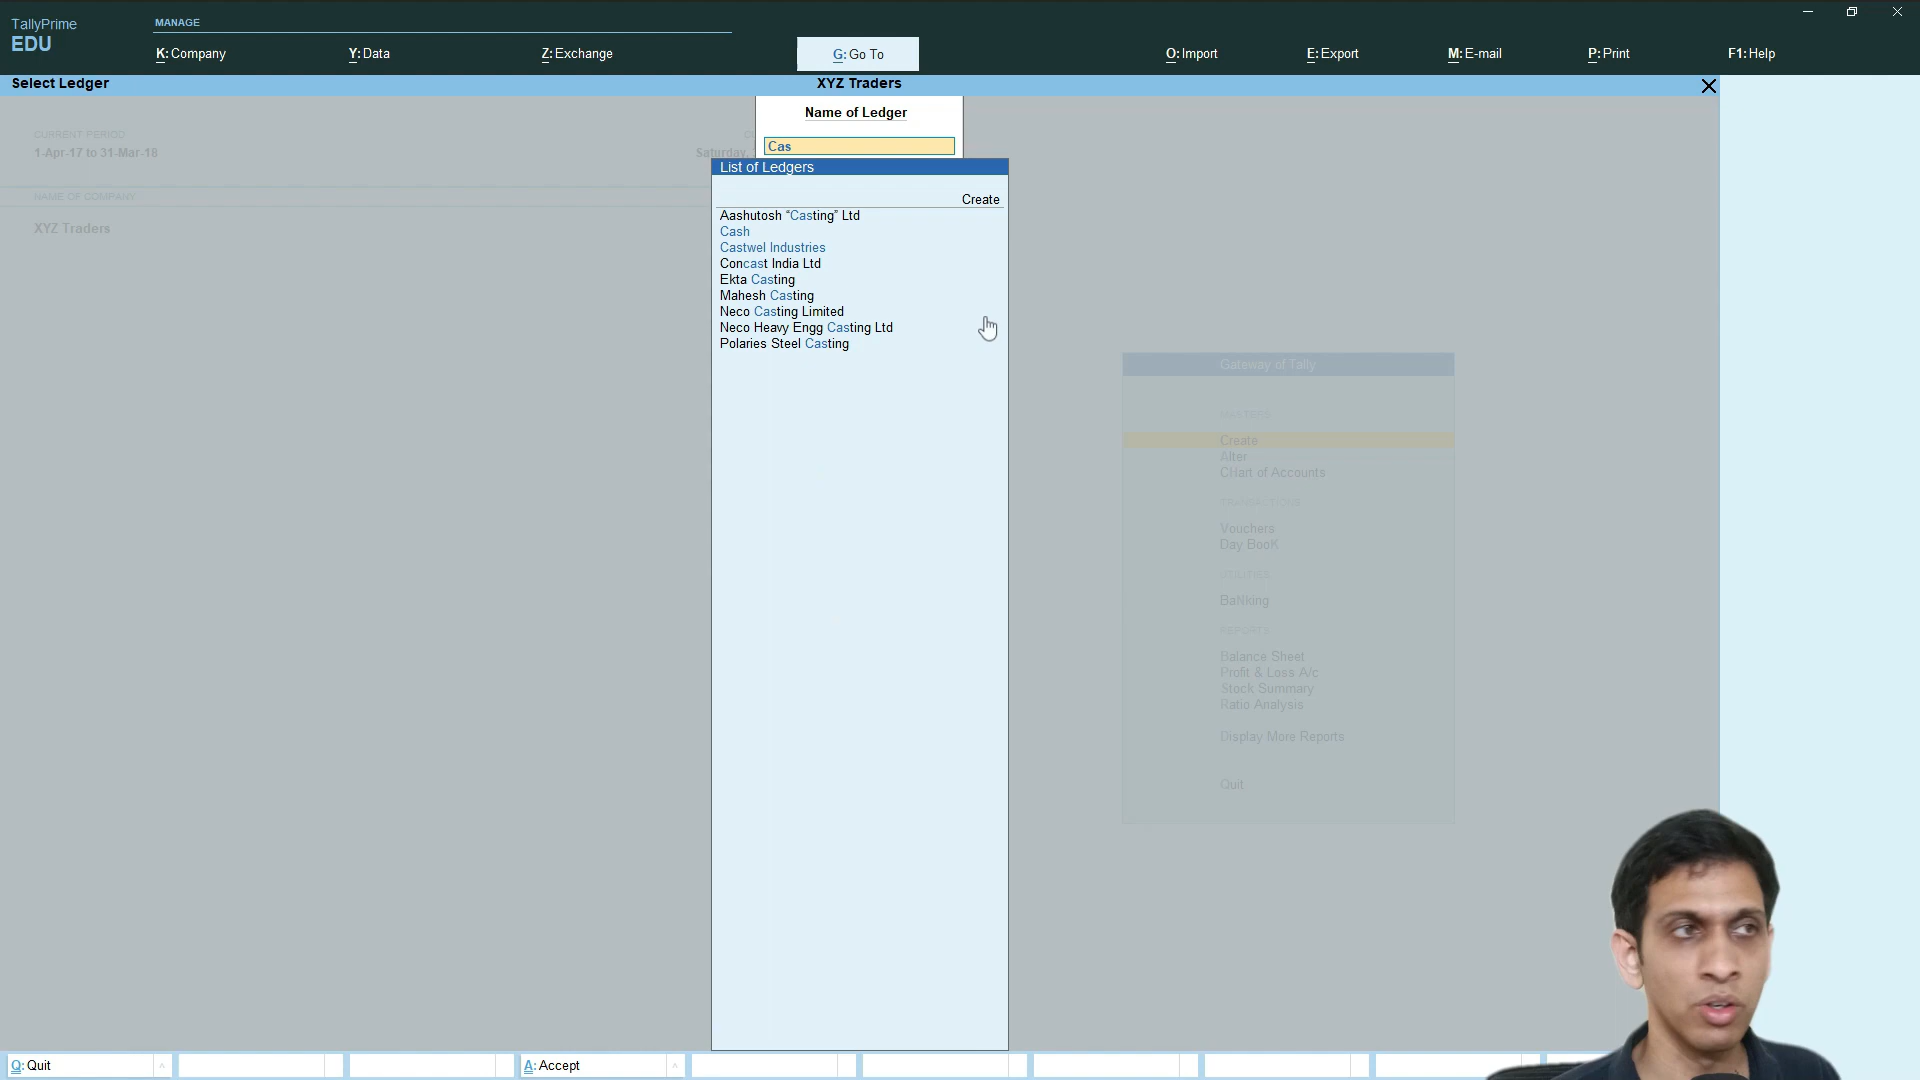 TallyPrime
EDU
MANAGE
K: Company
Y: Data
Z: Exchange
G: Go To
O: Import
E: Export
M: E-mail
P: Print
F1: Help
Select Ledger
XYZ Traders
Name of Ledger
Cas
CURRENT PERIOD
1-Apr-17 to 31-Mar-18
Saturday,
NAME OF COMPANY
XYZ Traders
List of Ledgers
Create
Aashutosh “Casting” Ltd
Cash
Castwel Industries
Concast India Ltd
Ekta Casting
Mahesh Casting
Neco Casting Limited
Neco Heavy Engg Casting Ltd
Polaries Steel Casting
Gateway of Tally
MASTERS
Create
Alter
CHart of Accounts
TRANSACTIONS
Vouchers
Day BooK
UTILITIES
BaNking
REPORTS
Balance Sheet
Profit & Loss A/c
Stock Summary
Ratio Analysis
Display More Reports
Quit
Q: Quit
A: Accept